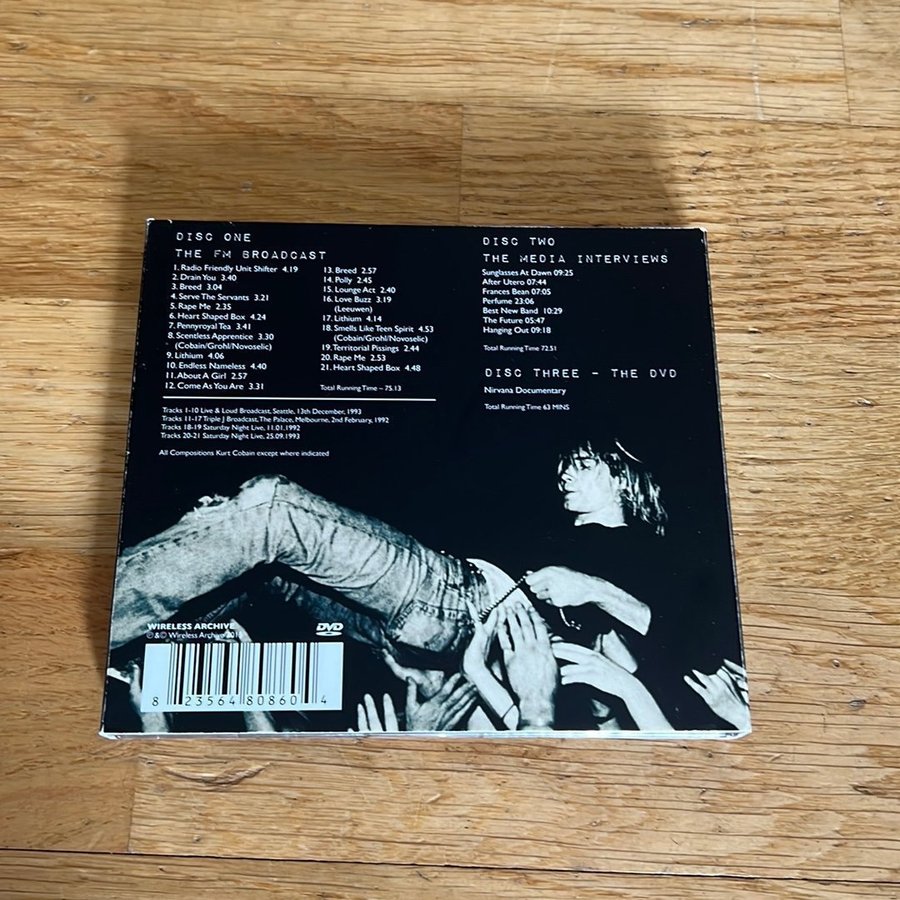 DISC ONE
THE FM BROADCAST
1. Radio Friendly Unit Shifter 4.19
2. Drain You 3.40
3. Breed 3.04
4. Serve The Servants 3.21
5. Rape Me 2.35
6. Heart Shaped Box 4.24
7. Pennyroyal Tea 3.41
8. Scentless Apprentice 3.30
(Cobain/Grohl/Novoselic)
9. Lithium 4.06
10. Endless Nameless 4.40
11. About A Girl 2.57
12. Come As You Are 3.31
13. Breed 2.57
14. Polly 2.45
15. Lounge Act 2.40
16. Love Buzz 3.19
(Leeuwen)
17. Lithium 4.14
18. Smells Like Teen Spirit 4.53
(Cobain/Grohl/Novoselic)
19. Territorial Pissings 2.44
20. Rape Me 2.53
21. Heart Shaped Box 4.48
Total Running Time – 75.13
Tracks 1-10 Live & Loud Broadcast, Seattle, 13th December, 1993
Tracks 11-17 Triple J Broadcast, The Palace, Melbourne, 2nd February, 1992
Tracks 18-19 Saturday Night Live, 11.01.1992
Tracks 20-21 Saturday Night Live, 25.09.1993
All Compositions Kurt Cobain except where indicated
DISC TWO
THE MEDIA INTERVIEWS
Sunglasses At Dawn 09:25
After Utero 07:44
Frances Bean 07:05
Perfume 23:06
Best New Band 10:29
The Future 05:47
Hanging Out 09:18
Total Running Time 72.51
DISC THREE – THE DVD
Nirvana Documentary
Total Running Time 63 MINS
WIRELESS ARCHIVE
℗ & © Wireless Archive 2015
DVD
8 23564 80860 4